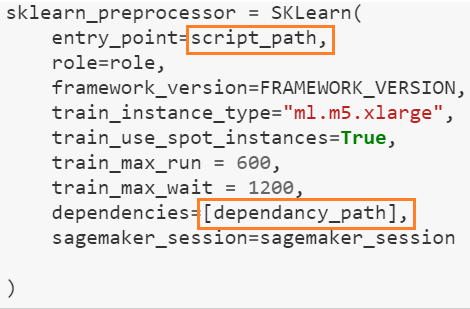 sklearn_preprocessor = SKLearn(
    entry_point=script_path,
    role=role,
    framework_version=FRAMEWORK_VERSION,
    train_instance_type="ml.m5.xlarge",
    train_use_spot_instances=True,
    train_max_run = 600,
    train_max_wait = 1200,
    dependencies=[dependancy_path],
    sagemaker_session=sagemaker_session
)